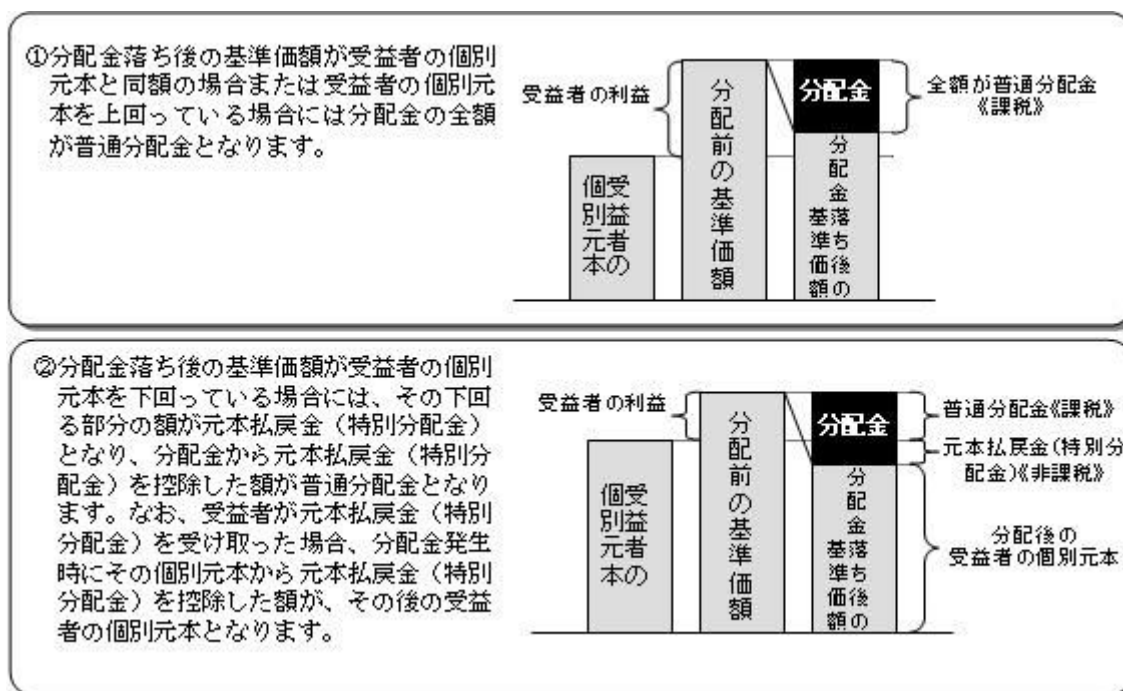 ①分配金落ち後の基準価額が受益者の個別
元本と同額の場合または受益者の個別元
本を上回っている場合には分配金の全額
が普通分配金となります。
受益者の利益
受益者の
個別元本
分配前の基準価額
分配金
分配金落ち後の
基準価額
全額が普通分配金
《課税》
②分配金落ち後の基準価額が受益者の個別
元本を下回っている場合には、その下回
る部分の額が元本払戻金（特別分配金）
となり、分配金から元本払戻金（特別分
配金）を控除した額が普通分配金となり
ます。なお、受益者が元本払戻金（特別
分配金）を受け取った場合、分配金発生
時にその個別元本から元本払戻金（特別
分配金）を控除した額が、その後の受益
者の個別元本となります。
受益者の利益
受益者の
個別元本
分配前の基準価額
分配金
分配金落ち後の
基準価額
普通分配金《課税》
元本払戻金(特別分
配金)《非課税》
分配後の
受益者の個別元本